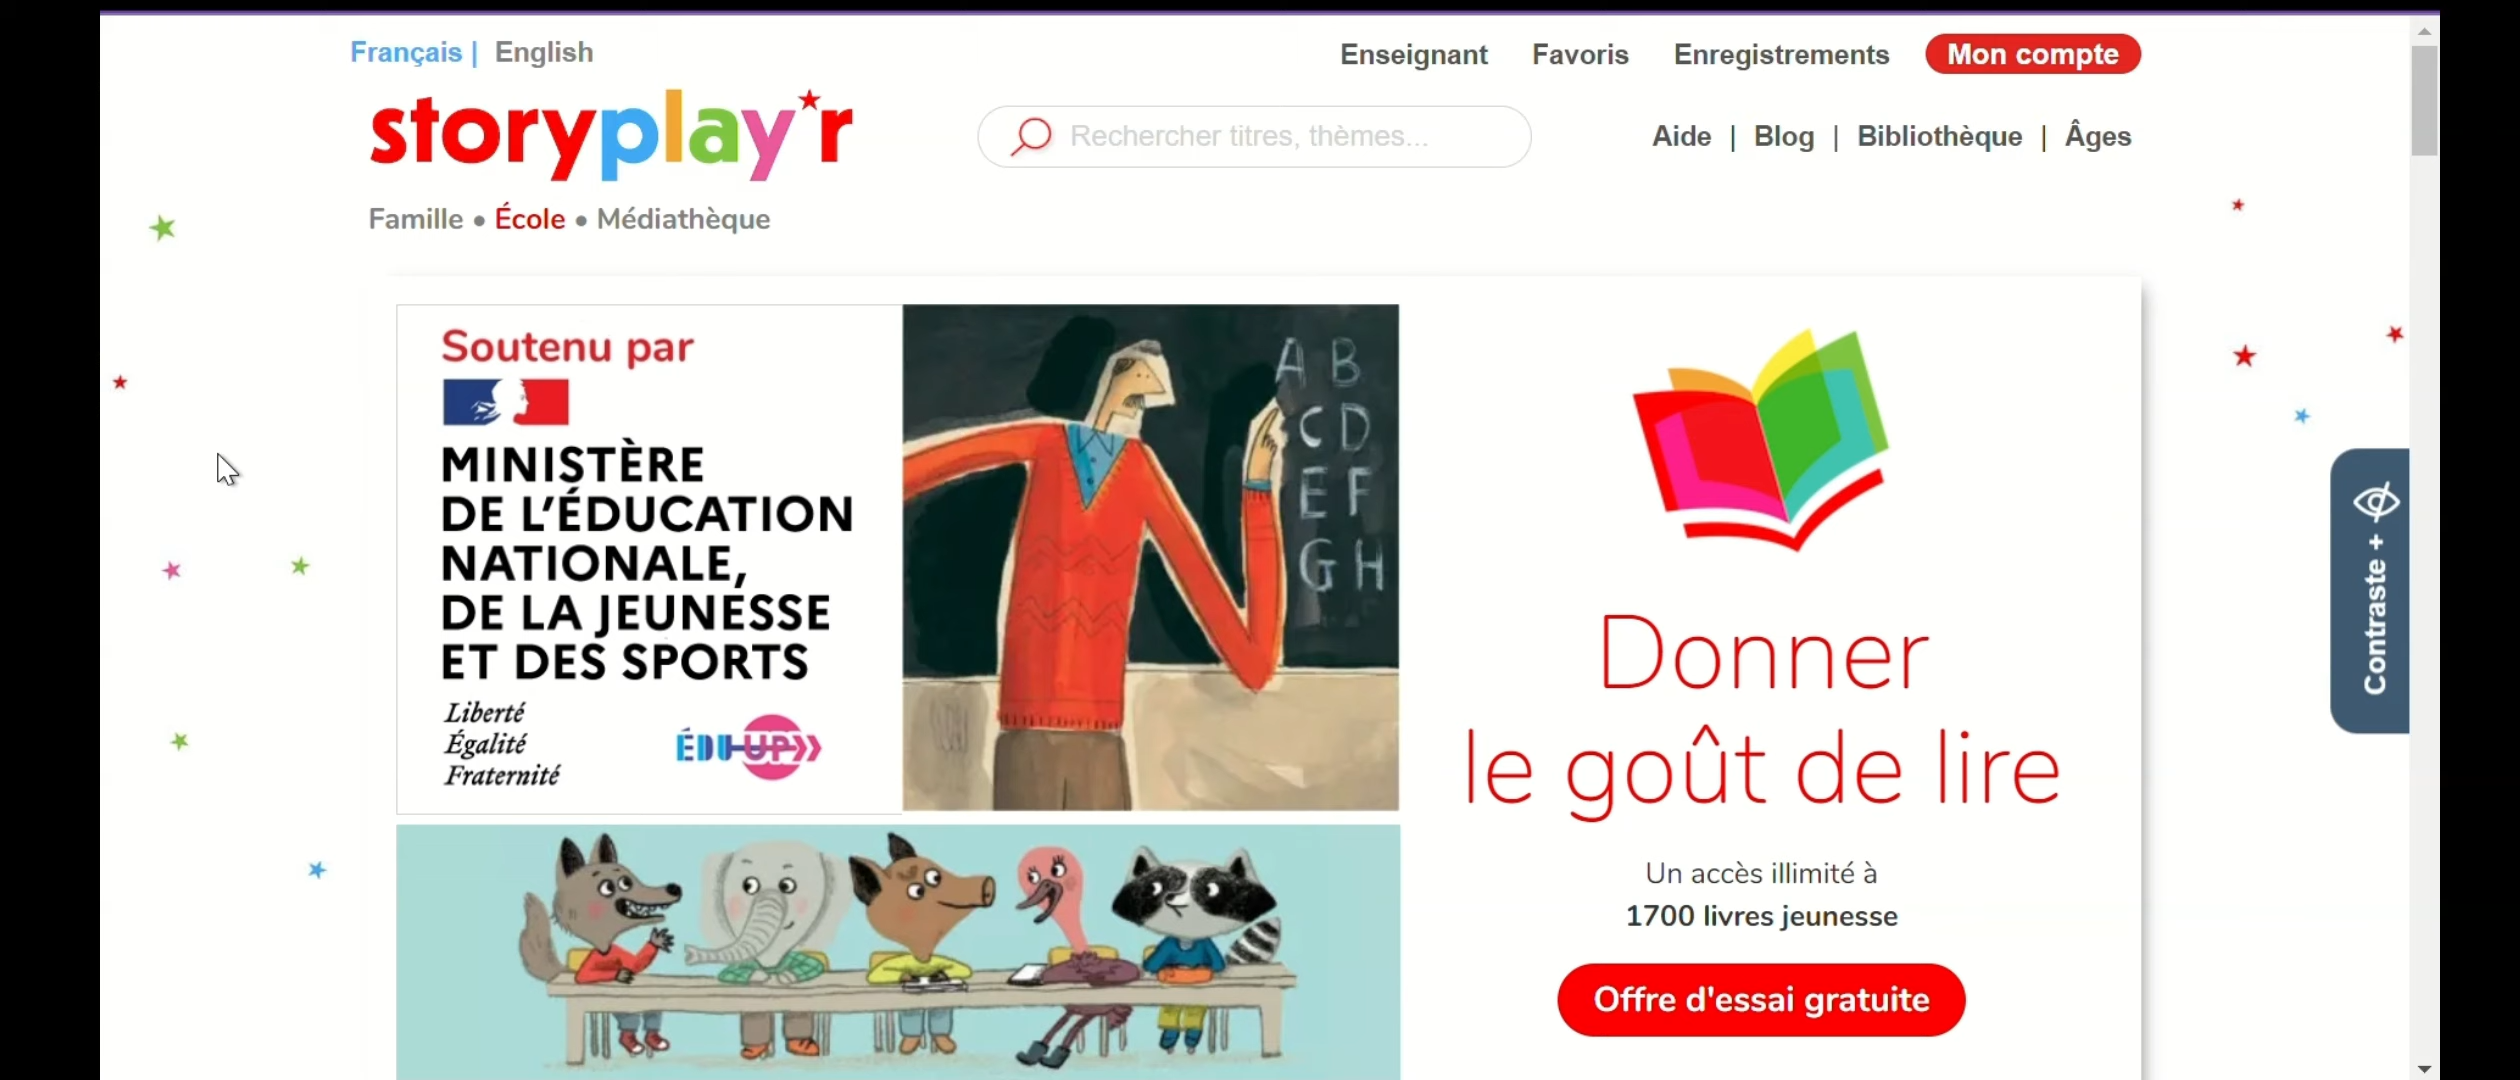 Français | English
Enseignant Favoris Enregistrements Mon compte
storyplay'r
Rechercher titres, thèmes...
Aide | Blog | Bibliothèque | Âges
Famille • École • Médiathèque
Soutenu par
MINISTÈRE
DE L'ÉDUCATION
NATIONALE,
DE LA JEUNESSE
ET DES SPORTS
Liberté
Égalité
Fraternité
ÉDU-UP
A B
C D
E F
G H
Donner
le goût de lire
Un accès illimité à
1700 livres jeunesse
Offre d'essai gratuite
Contraste +